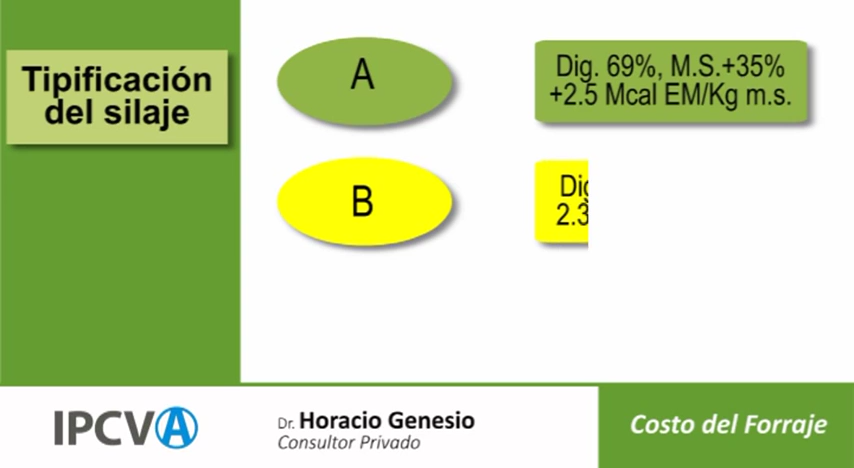 Tipificación
del silaje
A
Dig. 69%, M.S.+35%
+2.5 Mcal EM/Kg m.s.
B
IPCVA
Dr. Horacio Genesio
Consultor Privado
Costo del Forraje